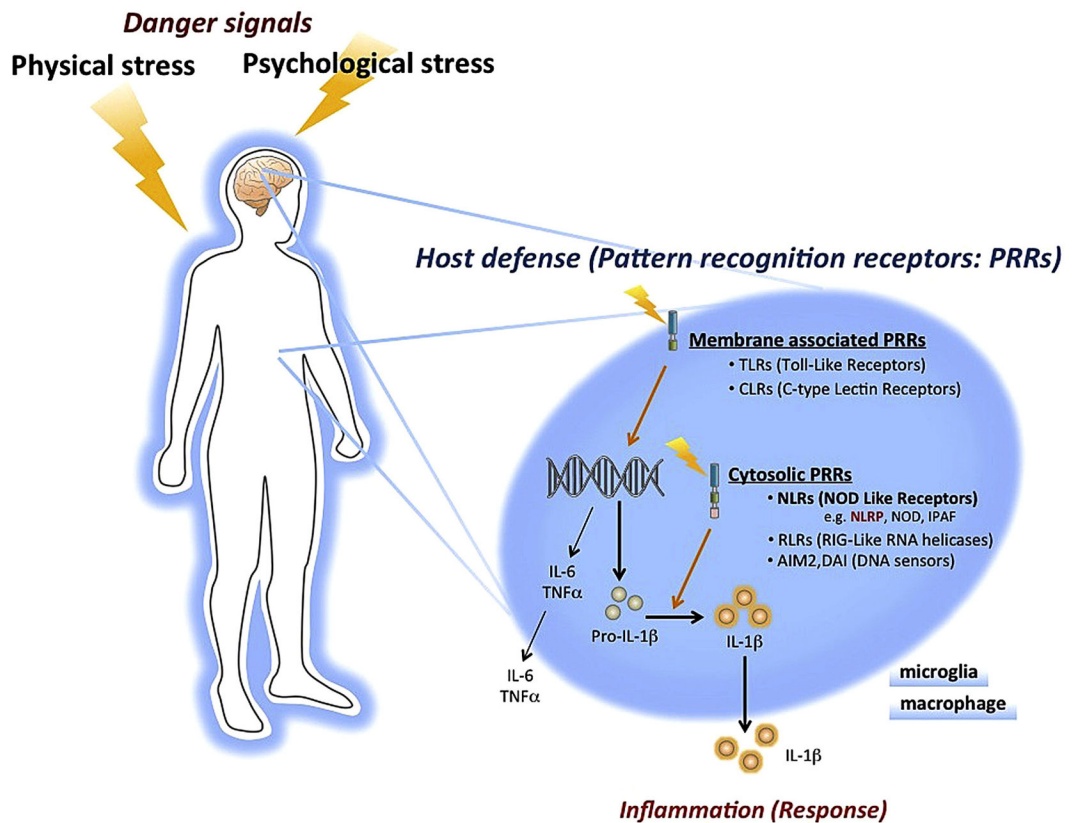 Danger signals
Physical stress
Psychological stress
Host defense (Pattern recognition receptors: PRRs)
Membrane associated PRRs
• TLRs (Toll-Like Receptors)
• CLRs (C-type Lectin Receptors)
Cytosolic PRRs
• NLRs (NOD Like Receptors)
e.g. NLRP, NOD, IPAF
• RLRs (RIG-Like RNA helicases)
• AIM2,DAI (DNA sensors)
IL-6
TNFα
Pro-IL-1β
IL-1β
IL-6
TNFα
microglia
macrophage
IL-1β
Inflammation (Response)